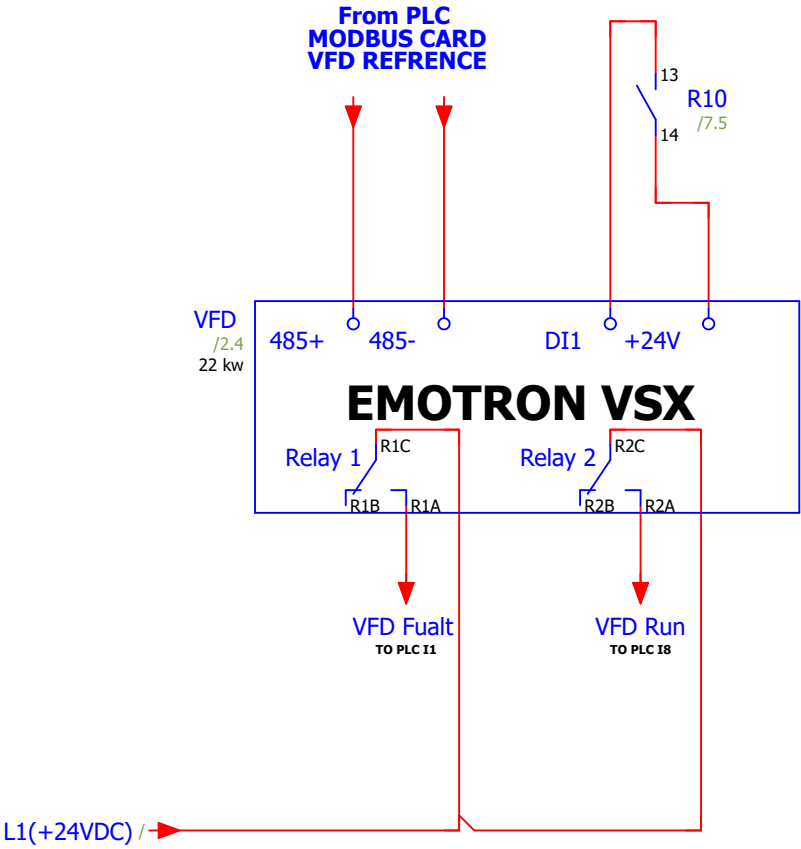 From PLC
MODBUS CARD
VFD REFRENCE
13
R10
/7.5
14
VFD
/2.4
22 kw
485+
485-
DI1
+24V
EMOTRON VSX
Relay 1
R1C
R1B
R1A
Relay 2
R2C
R2B
R2A
VFD Fualt
TO PLC I1
VFD Run
TO PLC I8
L1(+24VDC) /